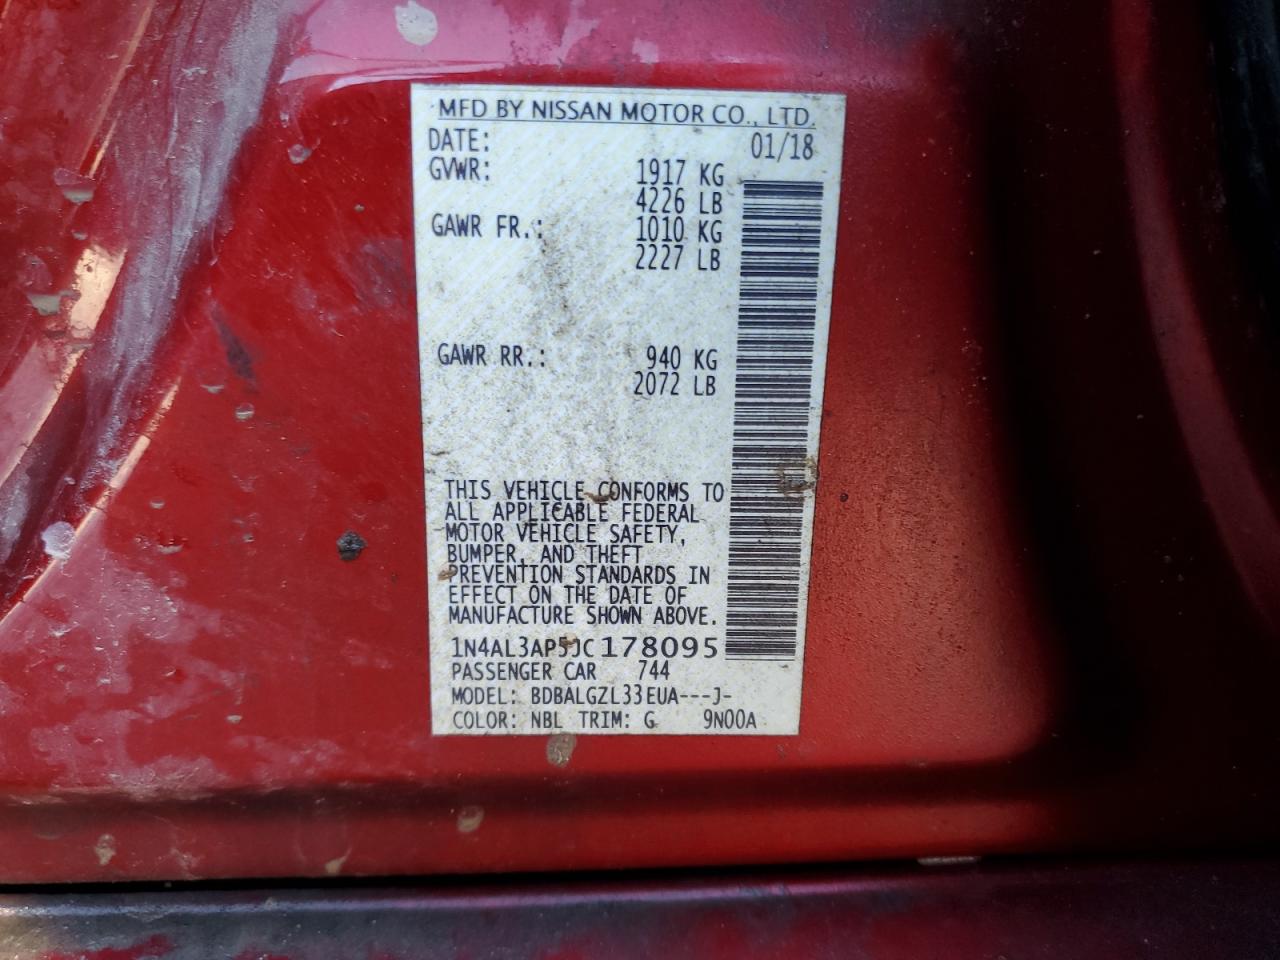 MFD BY NISSAN MOTOR CO., LTD.
DATE: 01/18
GVWR: 1917 KG
4226 LB
GAWR FR.: 1010 KG
2227 LB
GAWR RR.: 940 KG
2072 LB
THIS VEHICLE CONFORMS TO
ALL APPLICABLE FEDERAL
MOTOR VEHICLE SAFETY,
BUMPER, AND THEFT
PREVENTION STANDARDS IN
EFFECT ON THE DATE OF
MANUFACTURE SHOWN ABOVE.
1N4AL3AP5JC178095
PASSENGER CAR 744
MODEL: BDBALGZL33EUA---J-
COLOR: NBL TRIM: G 9N00A